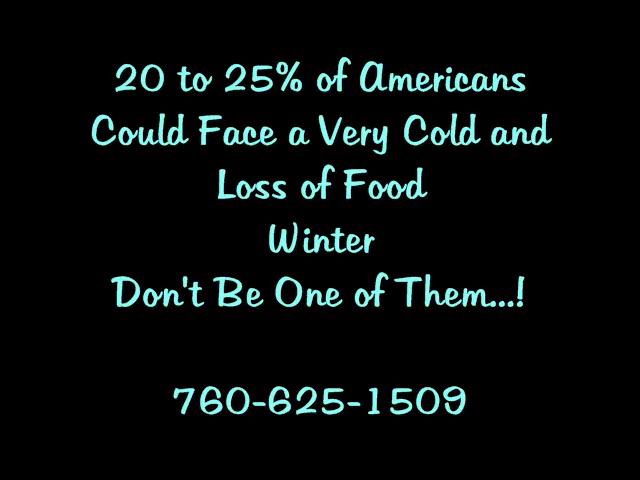 20 to 25% of Americans
Could Face a Very Cold and
Loss of Food
Winter
Don't Be One of Them...!
760-625-1509